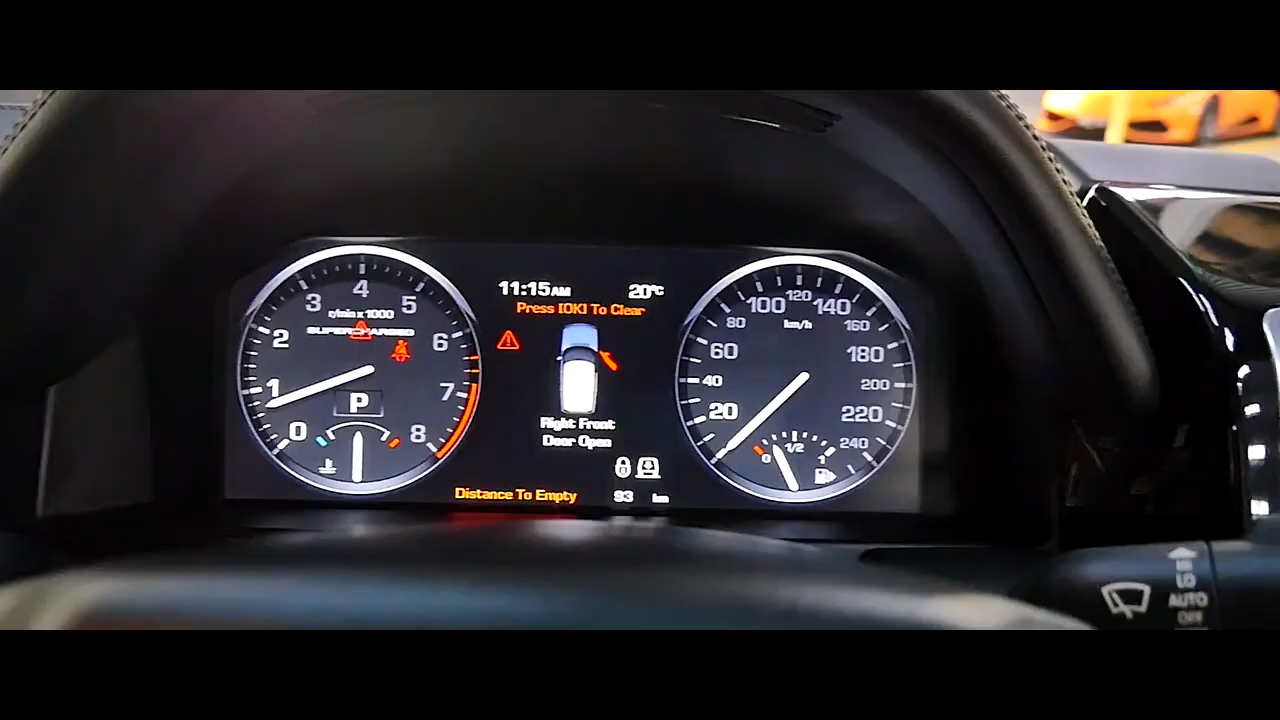 11:15AM 20°C
Press [OK] To Clear
Right Front
Door Open
Distance To Empty 93 km
0 1 2 3 4 5 6 7 8
r/min x 1000
SUPERCHARGED
P
20 40 60 80 100 120 140 160 180 200 220 240
km/h
0 1/2 1
AUTO
OFF